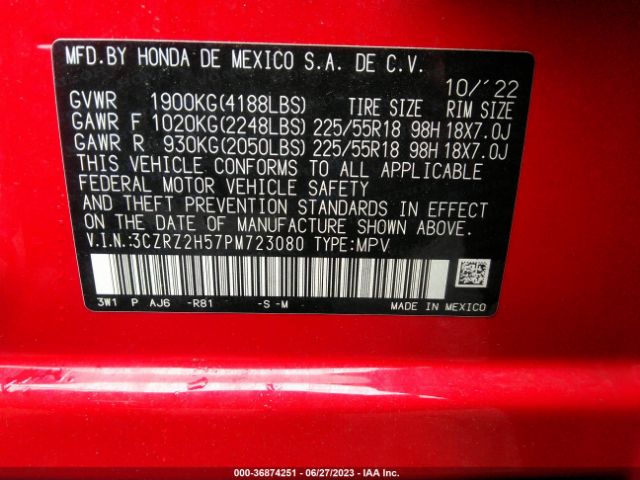 MFD.BY HONDA DE MEXICO S.A. DE C.V.
10/'22
GVWR 1900KG(4188LBS) TIRE SIZE RIM SIZE
GAWR F 1020KG(2248LBS) 225/55R18 98H 18X7.0J
GAWR R 930KG(2050LBS) 225/55R18 98H 18X7.0J
THIS VEHICLE CONFORMS TO ALL APPLICABLE
FEDERAL MOTOR VEHICLE SAFETY
AND THEFT PREVENTION STANDARDS IN EFFECT
ON THE DATE OF MANUFACTURE SHOWN ABOVE.
V.I.N.:3CZRZ2H57PM723080 TYPE:MPV
3W1 P AJ6 -R81 -S-M MADE IN MEXICO
000-36874251 - 06/27/2023 - IAA Inc.